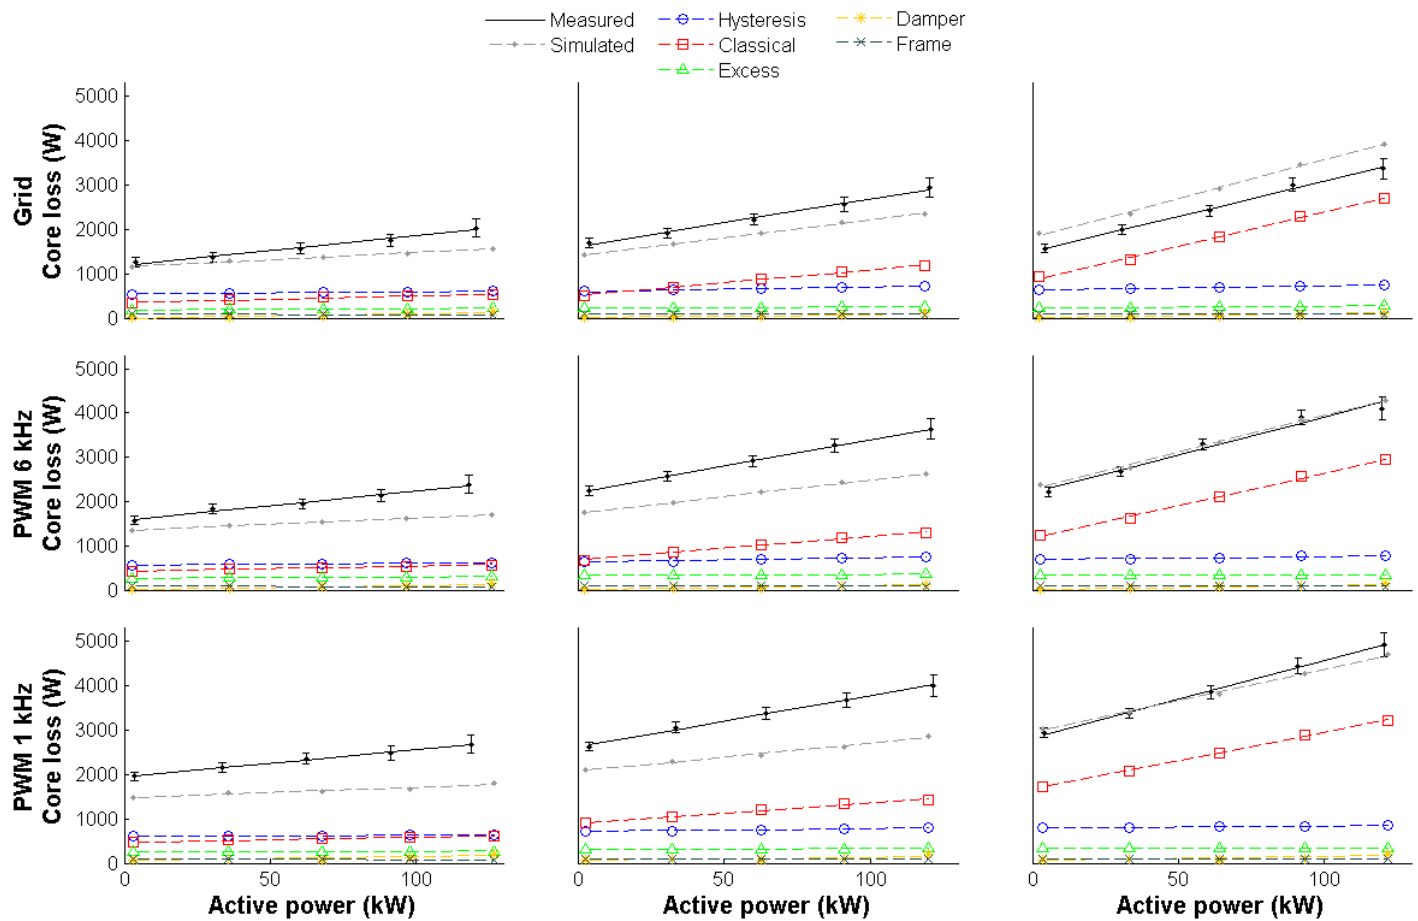 Measured Hysteresis Damper
Simulated Classical Frame
Excess
Grid
Core loss (W)
5000
4000
3000
2000
1000
0
PWM 6 kHz
Core loss (W)
5000
4000
3000
2000
1000
0
PWM 1 kHz
Core loss (W)
5000
4000
3000
2000
1000
0
0 50 100 0 50 100 0 50 100
Active power (kW) Active power (kW) Active power (kW)